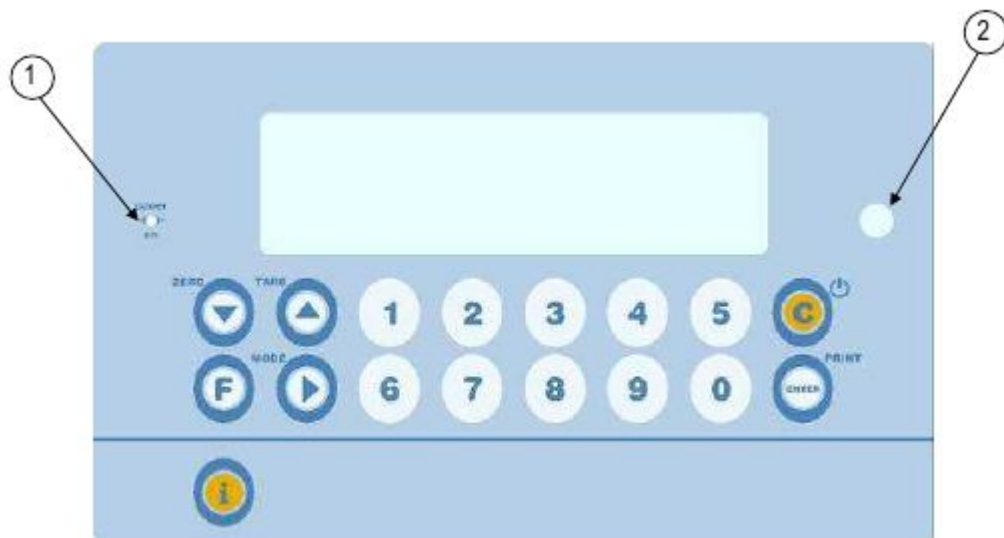 2
1
ZERO TARE
1 2 3 4 5 C
MODE PRINT
F 6 7 8 9 0 ENTER
i